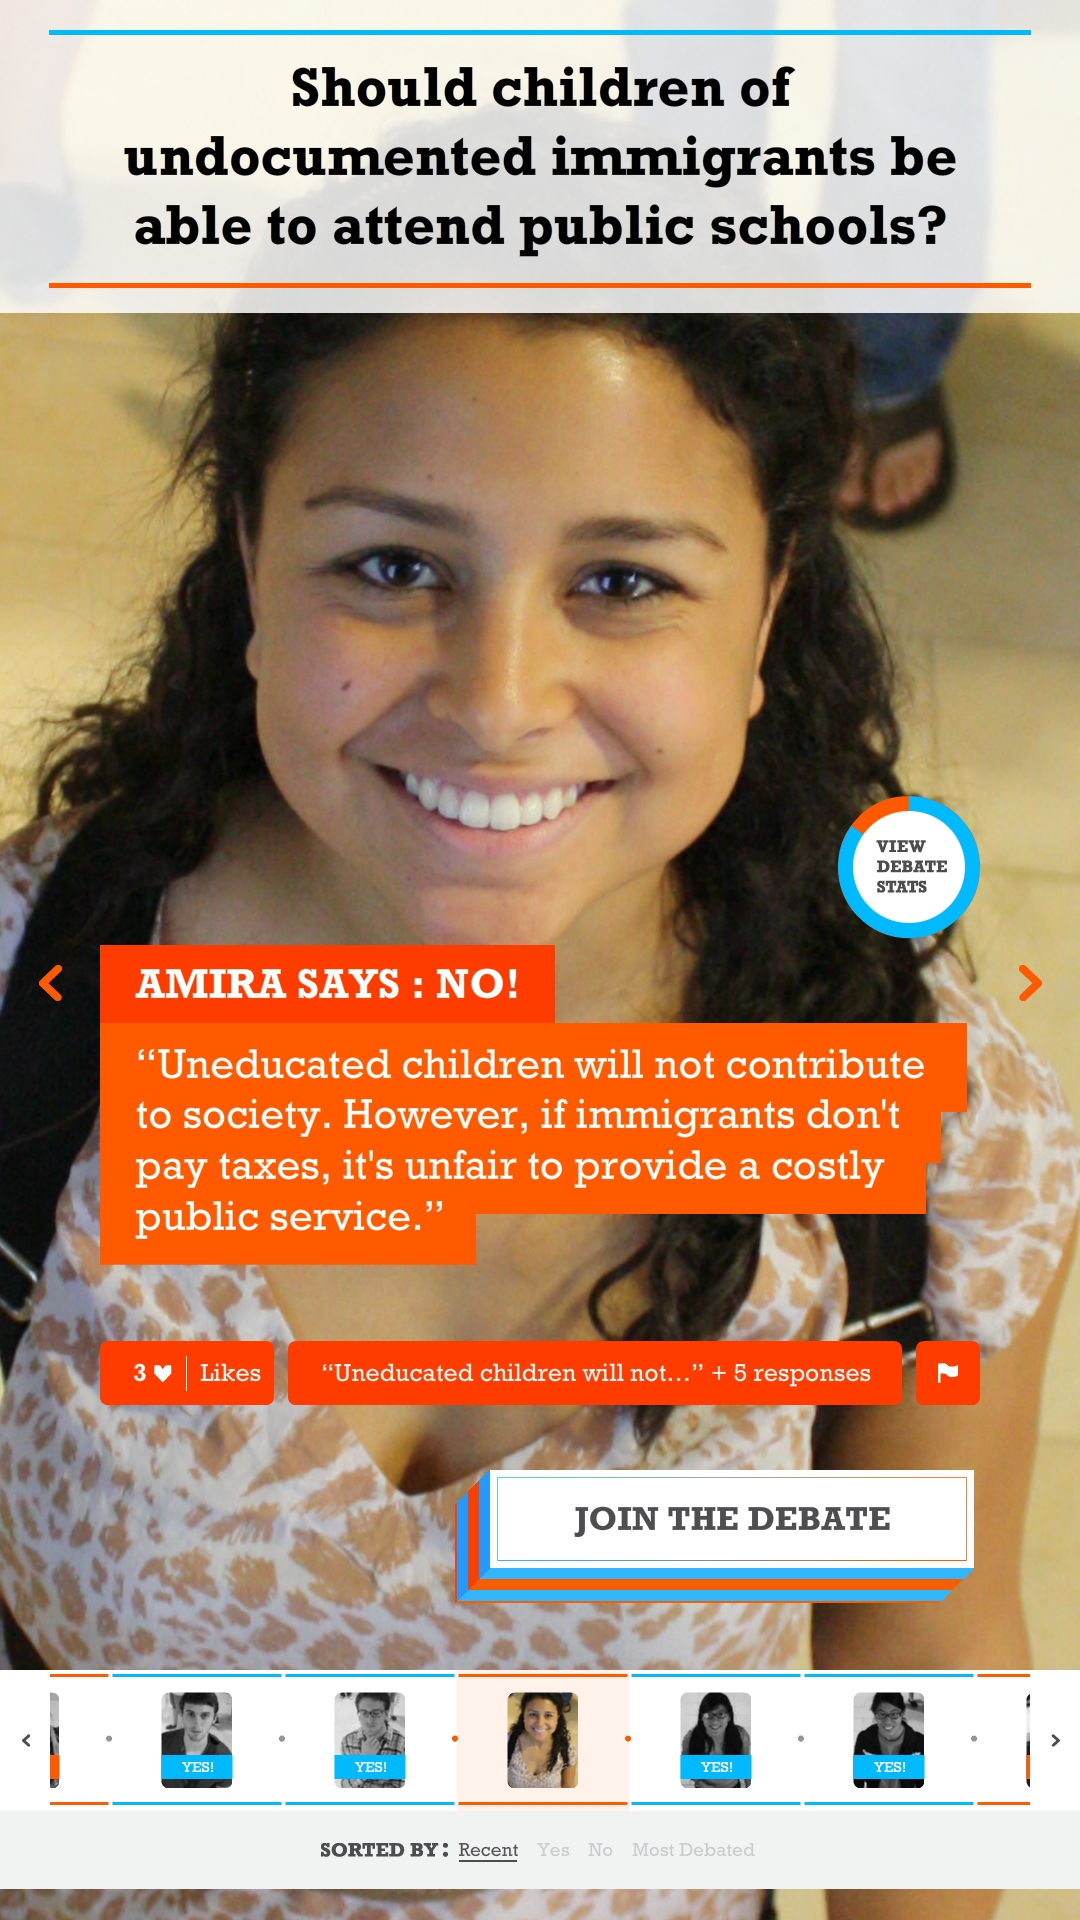 Should children of
undocumented immigrants be
able to attend public schools?
VIEW
DEBATE
STATS
AMIRA SAYS : NO!
“Uneducated children will not contribute
to society. However, if immigrants don't
pay taxes, it's unfair to provide a costly
public service.”
3 Likes
“Uneducated children will not...” + 5 responses
JOIN THE DEBATE
YES!
YES!
YES!
YES!
SORTED BY: Recent Yes No Most Debated